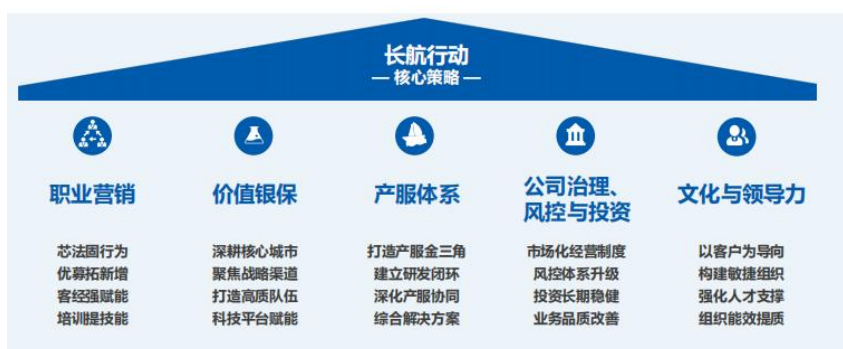 长航行动
— 核心策略 —
职业营销
芯法固行为
优募拓新增
客经强赋能
培训提技能
价值银保
深耕核心城市
聚焦战略渠道
打造高质队伍
科技平台赋能
产服体系
打造产服金三角
建立研发闭环
深化产服协同
综合解决方案
公司治理、
风控与投资
市场化经营制度
风控体系升级
投资长期稳健
业务品质改善
文化与领导力
以客户为导向
构建敏捷组织
强化人才支撑
组织能效提质